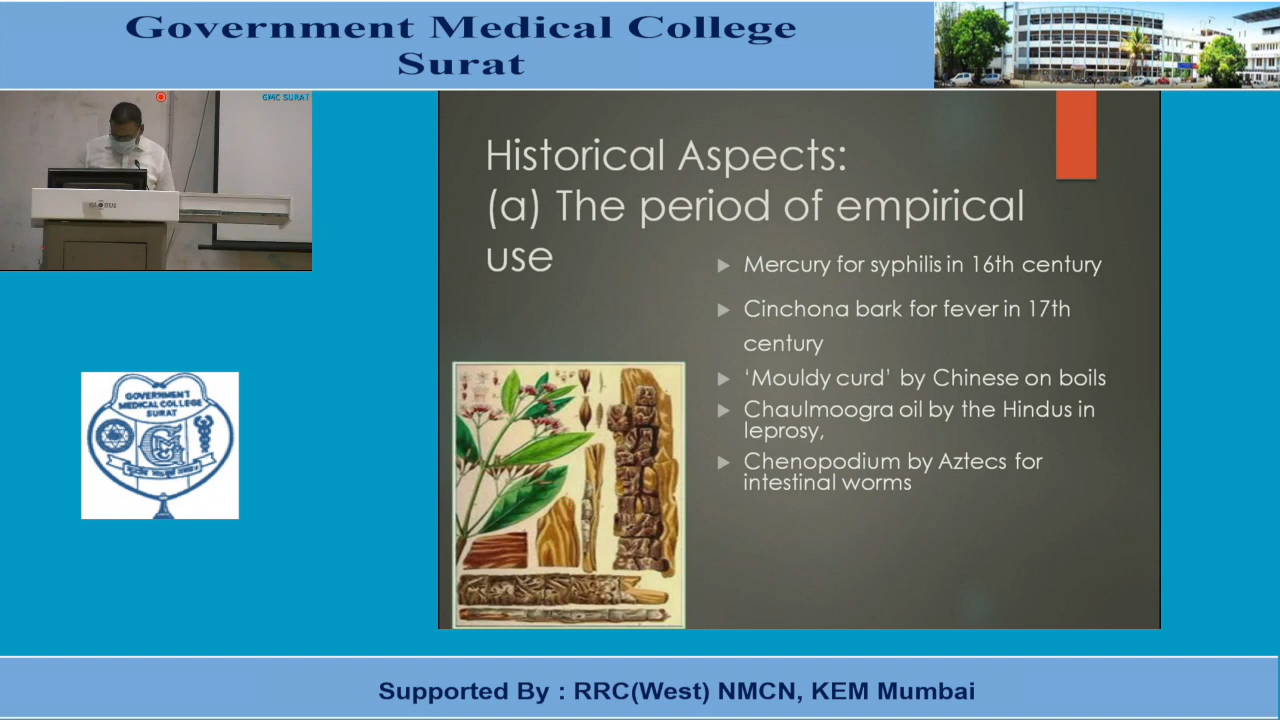 Government Medical College
Surat
GMC SURAT
GLOBUS
GOVERNMENT
MEDICAL COLLEGE
SURAT
Historical Aspects:
(a) The period of empirical
use
Mercury for syphilis in 16th century
Cinchona bark for fever in 17th
century
‘Mouldy curd’ by Chinese on boils
Chaulmoogra oil by the Hindus in
leprosy,
Chenopodium by Aztecs for
intestinal worms
Supported By : RRC(West) NMCN, KEM Mumbai